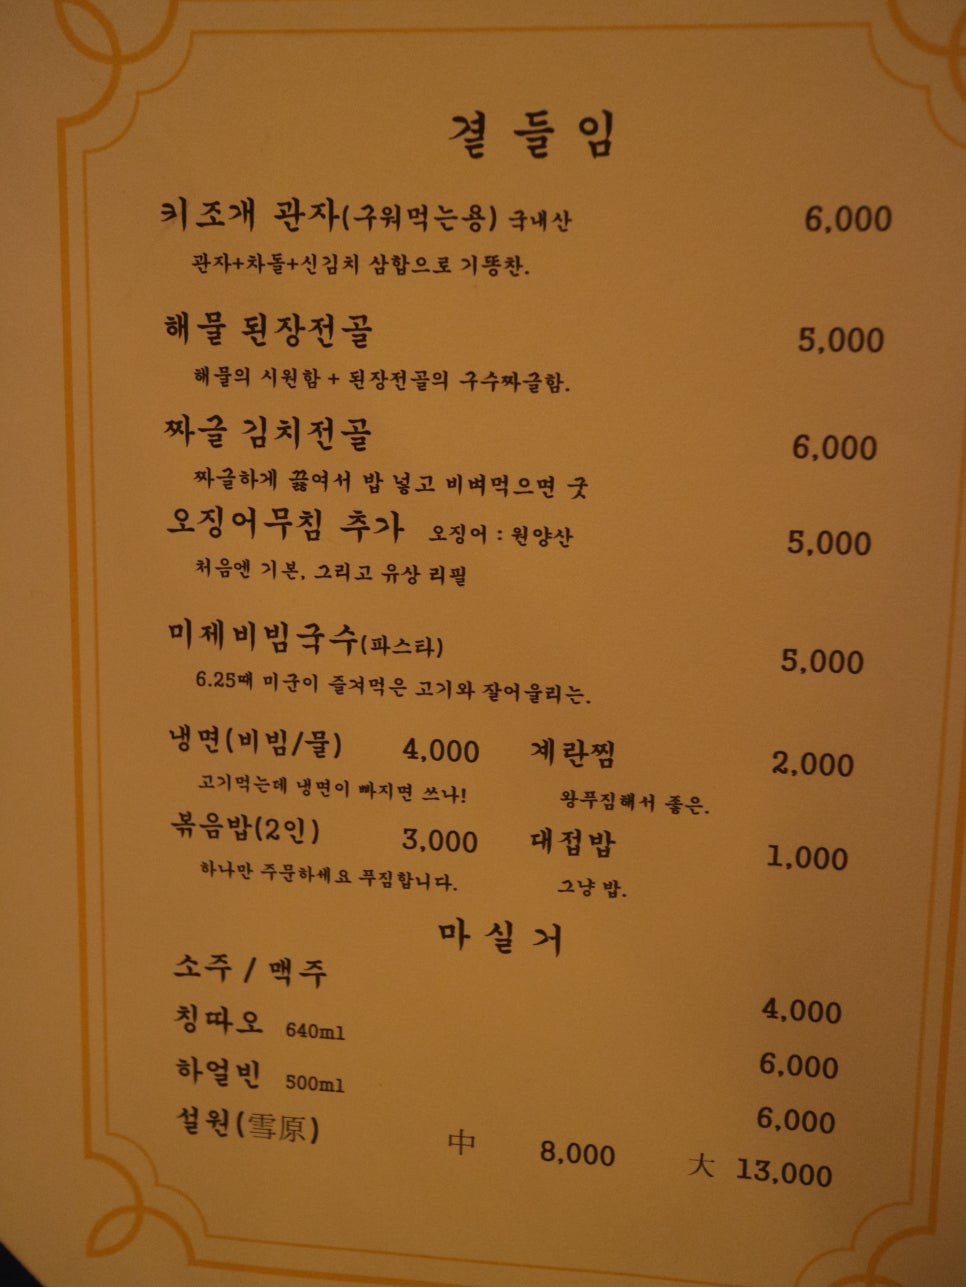 곁들임
키조개 관자(구워먹는용) 국내산 6,000
관자+차돌+신김치 삼합으로 기똥찬.
해물 된장전골 5,000
해물의 시원함 + 된장전골의 구수짜글함.
짜글 김치전골 6,000
짜글하게 끓여서 밥 넣고 비벼먹으면 굿
오징어무침 추가 오징어 : 원양산 5,000
처음엔 기본, 그리고 유상 리필
미제비빔국수(파스타) 5,000
6.25때 미군이 즐겨먹은 고기와 잘어울리는.
냉면(비빔/물) 4,000 계란찜 2,000
고기먹는데 냉면이 빠지면 쓰나! 왕푸짐해서 좋은.
볶음밥(2인) 3,000 대접밥 1,000
하나만 주문하세요 푸짐합니다. 그냥 밥.
마실거
소주 / 맥주 4,000
칭따오 640ml 6,000
하얼빈 500ml 6,000
설원(雪原) 中 8,000 大 13,000